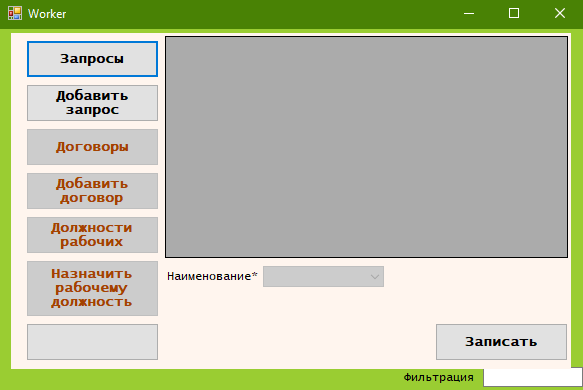 Worker
Запросы
Добавить
запрос
Договоры
Добавить
договор
Должности
рабочих
Назначить
рабочему
должность
Наименование*
Записать
Фильтрация